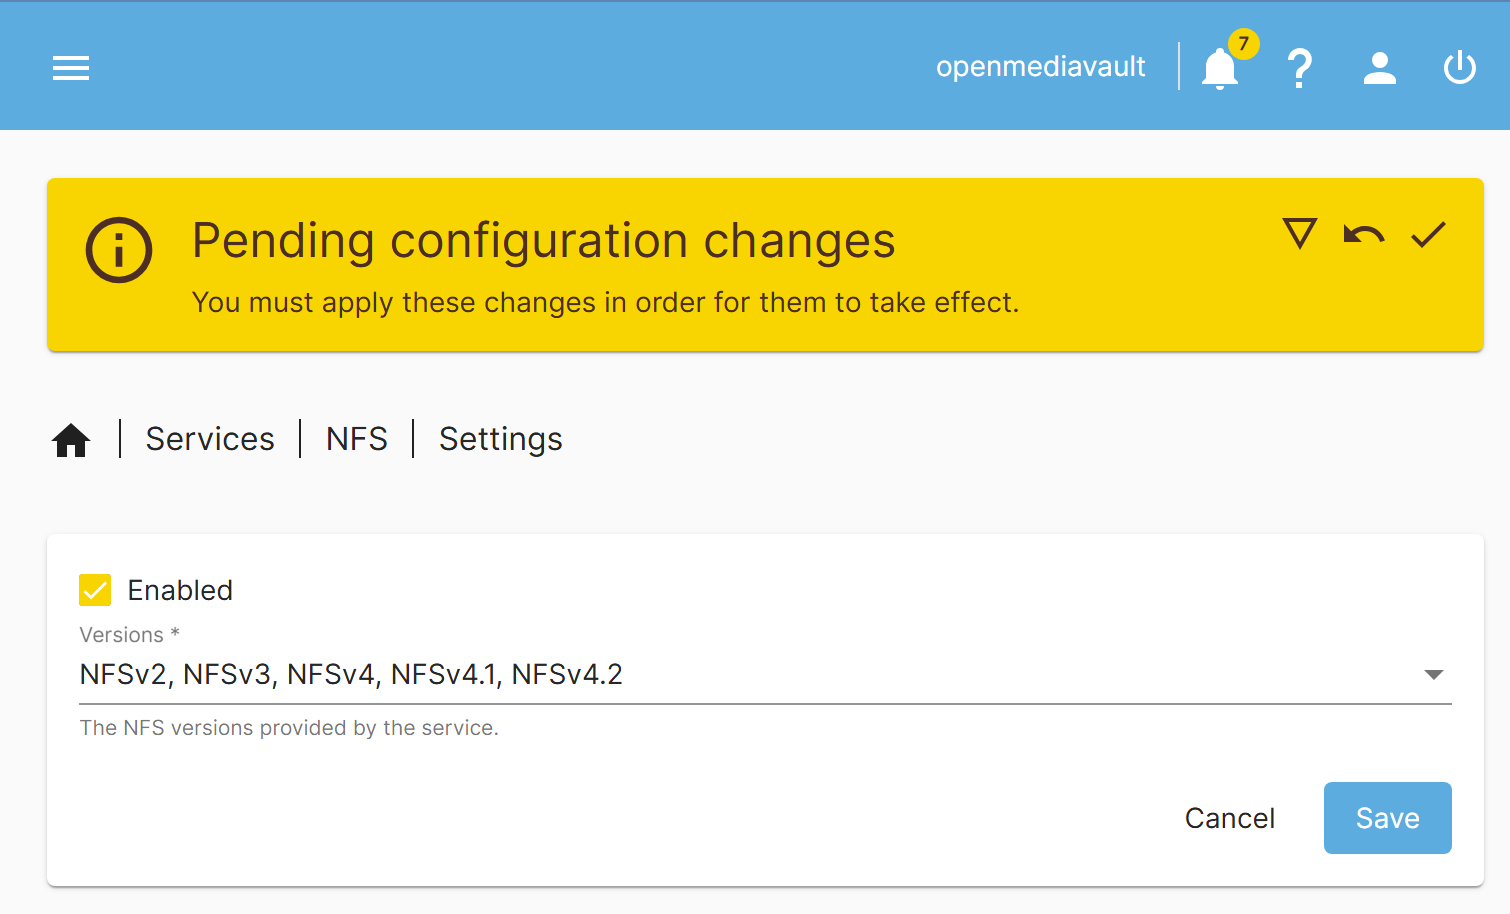 openmediavault
7
Pending configuration changes
You must apply these changes in order for them to take effect.
Services | NFS | Settings
Enabled
Versions *
NFSv2, NFSv3, NFSv4, NFSv4.1, NFSv4.2
The NFS versions provided by the service.
Cancel Save